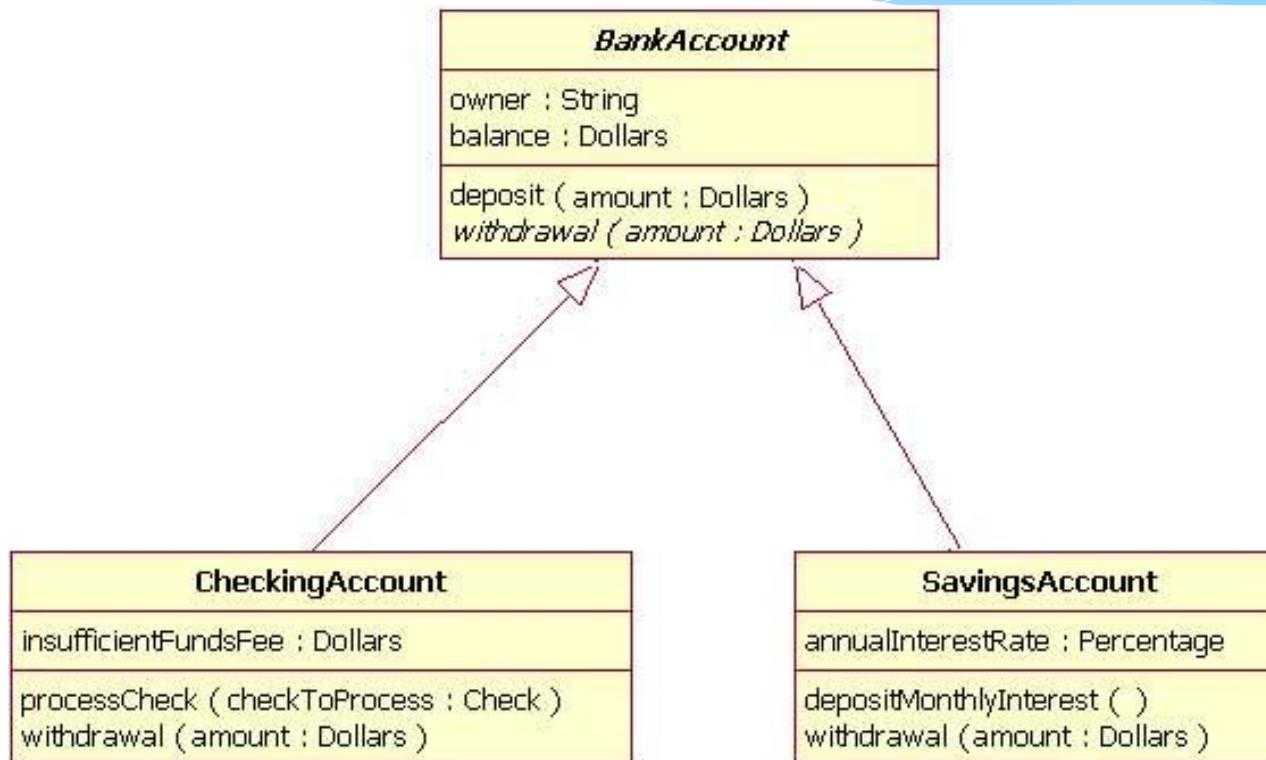 BankAccount
owner : String
balance : Dollars
deposit ( amount : Dollars )
withdrawal ( amount : Dollars )
CheckingAccount
insufficientFundsFee : Dollars
processCheck ( checkToProcess : Check )
withdrawal ( amount : Dollars )
SavingsAccount
annualInterestRate : Percentage
depositMonthlyInterest ( )
withdrawal ( amount : Dollars )